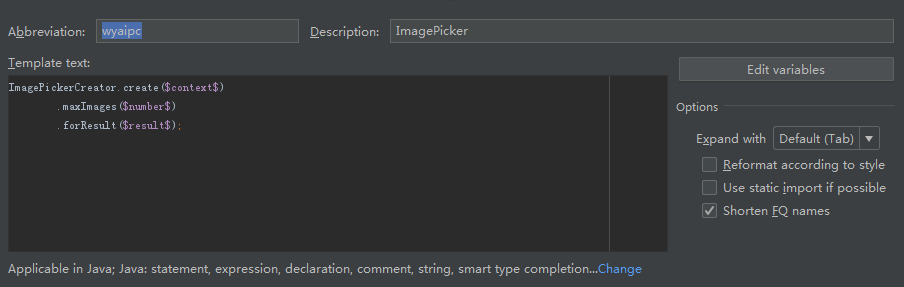 Abbreviation: wyaipc Description: ImagePicker
Template text:
ImagePickerCreator.create($context$)
.maxImages($number$)
.forResult($result$);
Edit variables
Options
Expand with Default (Tab)
Reformat according to style
Use static import if possible
Shorten FQ names
Applicable in Java; Java: statement, expression, declaration, comment, string, smart type completion...Change